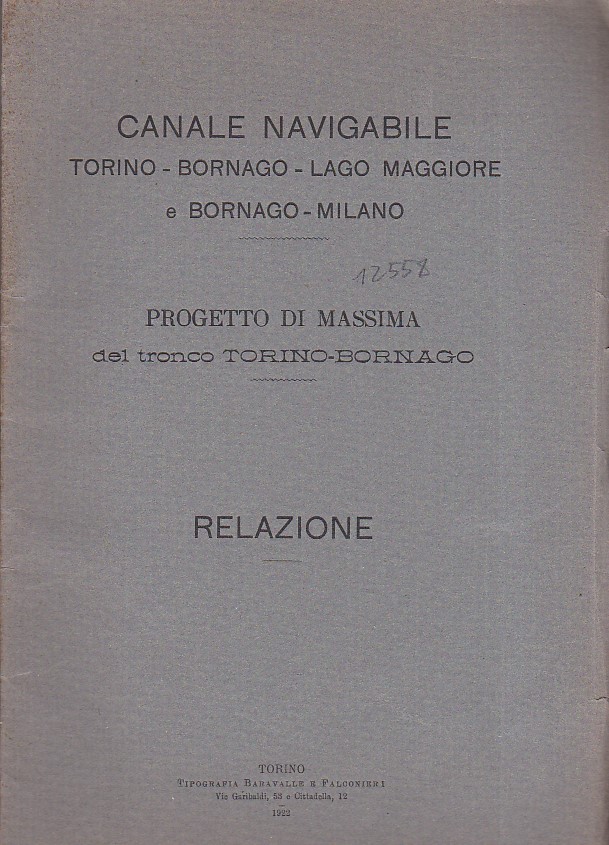 CANALE NAVIGABILE
TORINO - BORNAGO - LAGO MAGGIORE
e BORNAGO - MILANO
12558
PROGETTO DI MASSIMA
del tronco TORINO-BORNAGO
RELAZIONE
TORINO
TIPOGRAFIA BARAVALLE E FALCONIERI
Vie Garibaldi, 53 e Cittadella, 12
1922